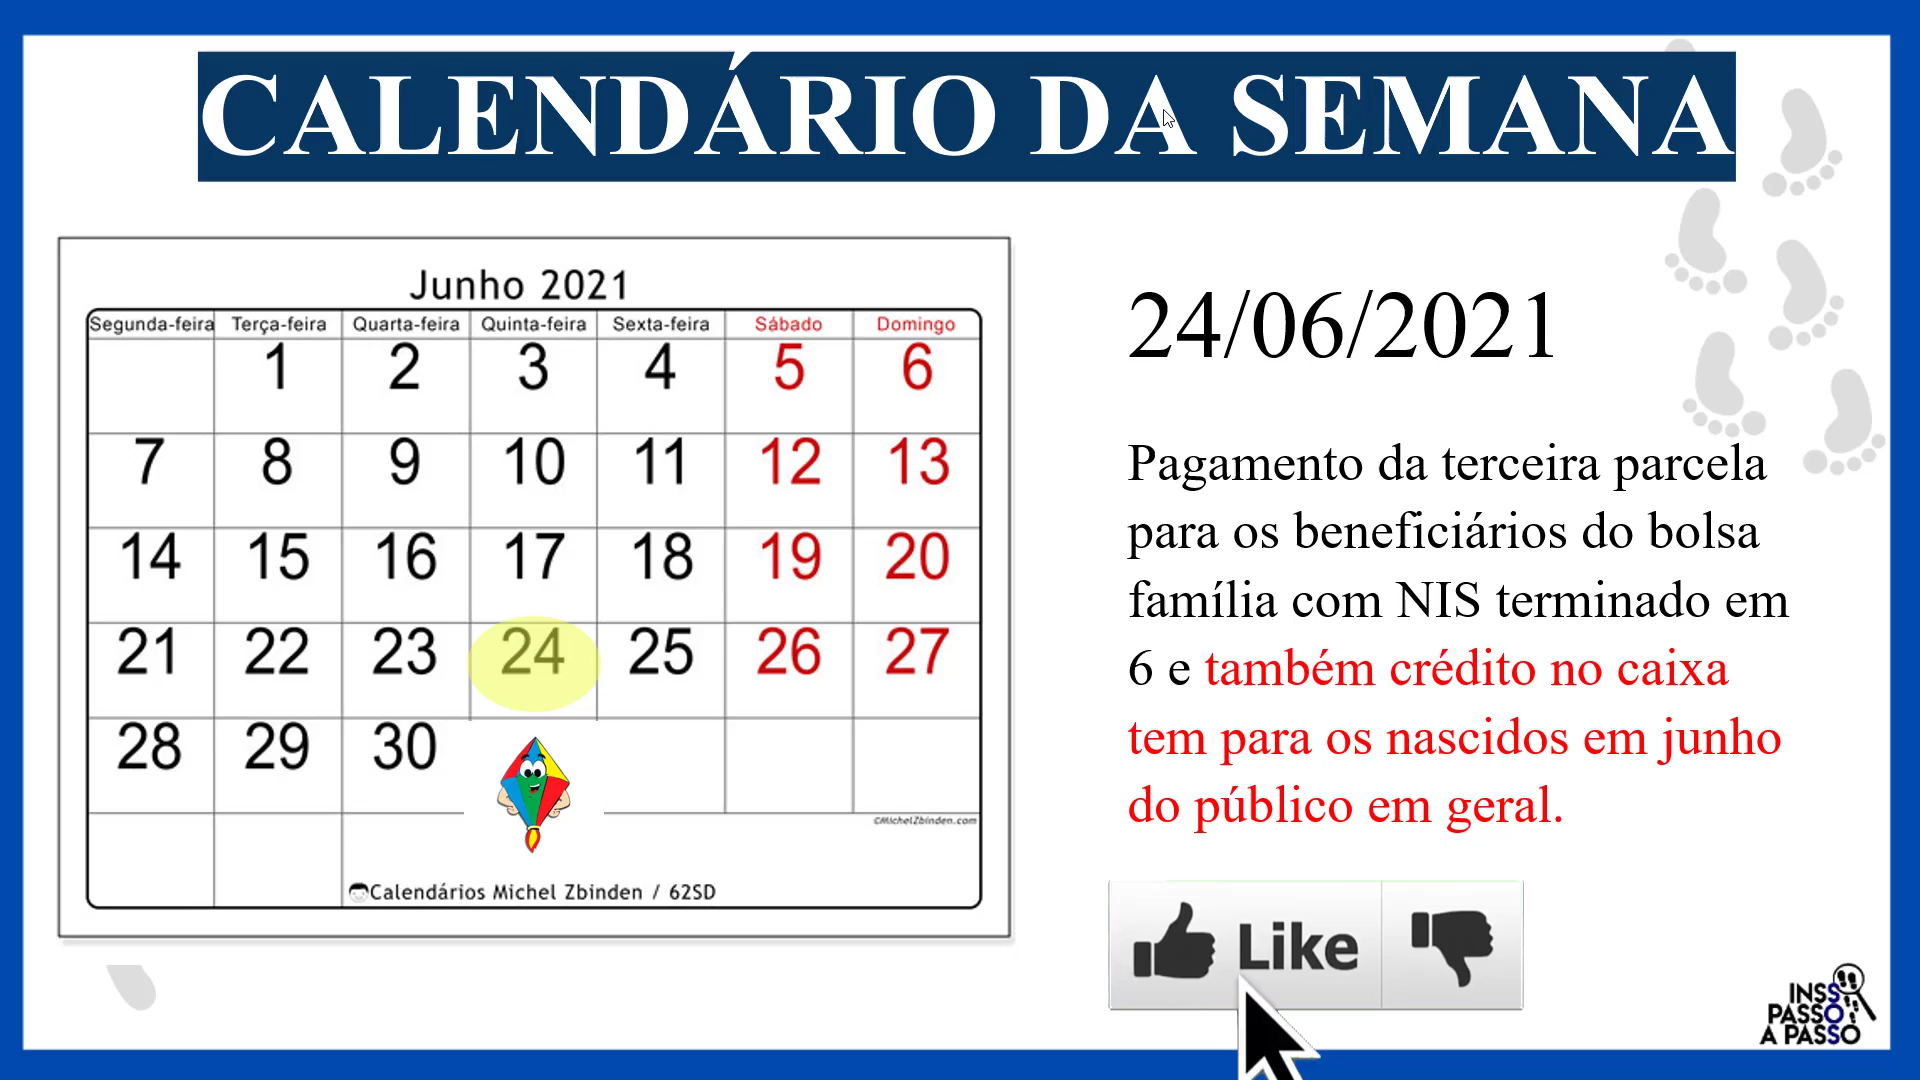 CALENDÁRIO DA SEMANA
Junho 2021
Segunda-feira Terça-feira Quarta-feira Quinta-feira Sexta-feira Sábado Domingo
1 2 3 4 5 6
7 8 9 10 11 12 13
14 15 16 17 18 19 20
21 22 23 24 25 26 27
28 29 30
©MichelZbinden.com
Calendários Michel Zbinden / 62SD
24/06/2021
Pagamento da terceira parcela
para os beneficiários do bolsa
família com NIS terminado em
6 e também crédito no caixa
tem para os nascidos em junho
do público em geral.
Like
INSS
PASSO
A PASSO